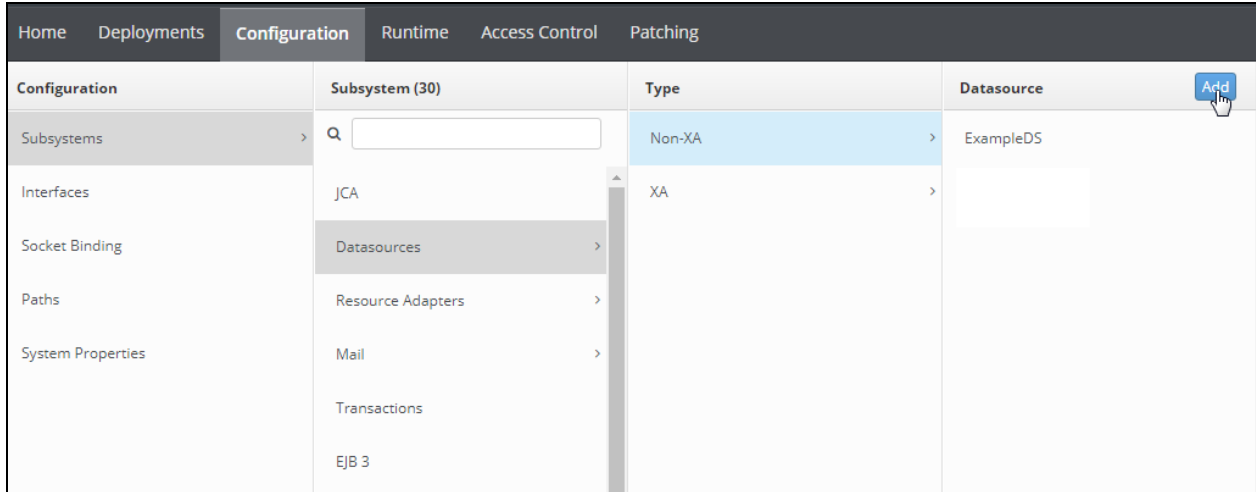 Home Deployments Configuration Runtime Access Control Patching
Configuration Subsystem (30) Type Datasource Add
Subsystems Non-XA ExampleDS
Interfaces JCA XA
Socket Binding Datasources
Paths Resource Adapters
System Properties Mail
Transactions
EJB 3